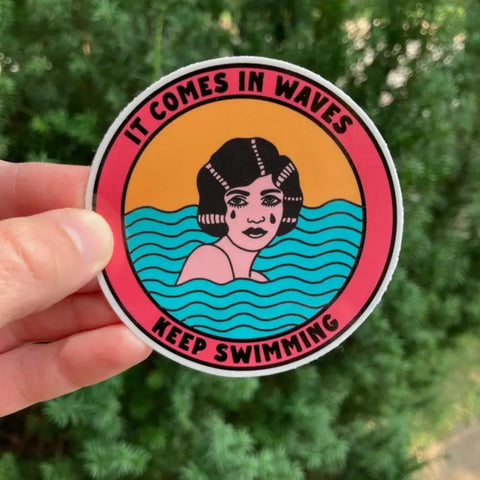 IT COMES IN WAVES
KEEP SWIMMING